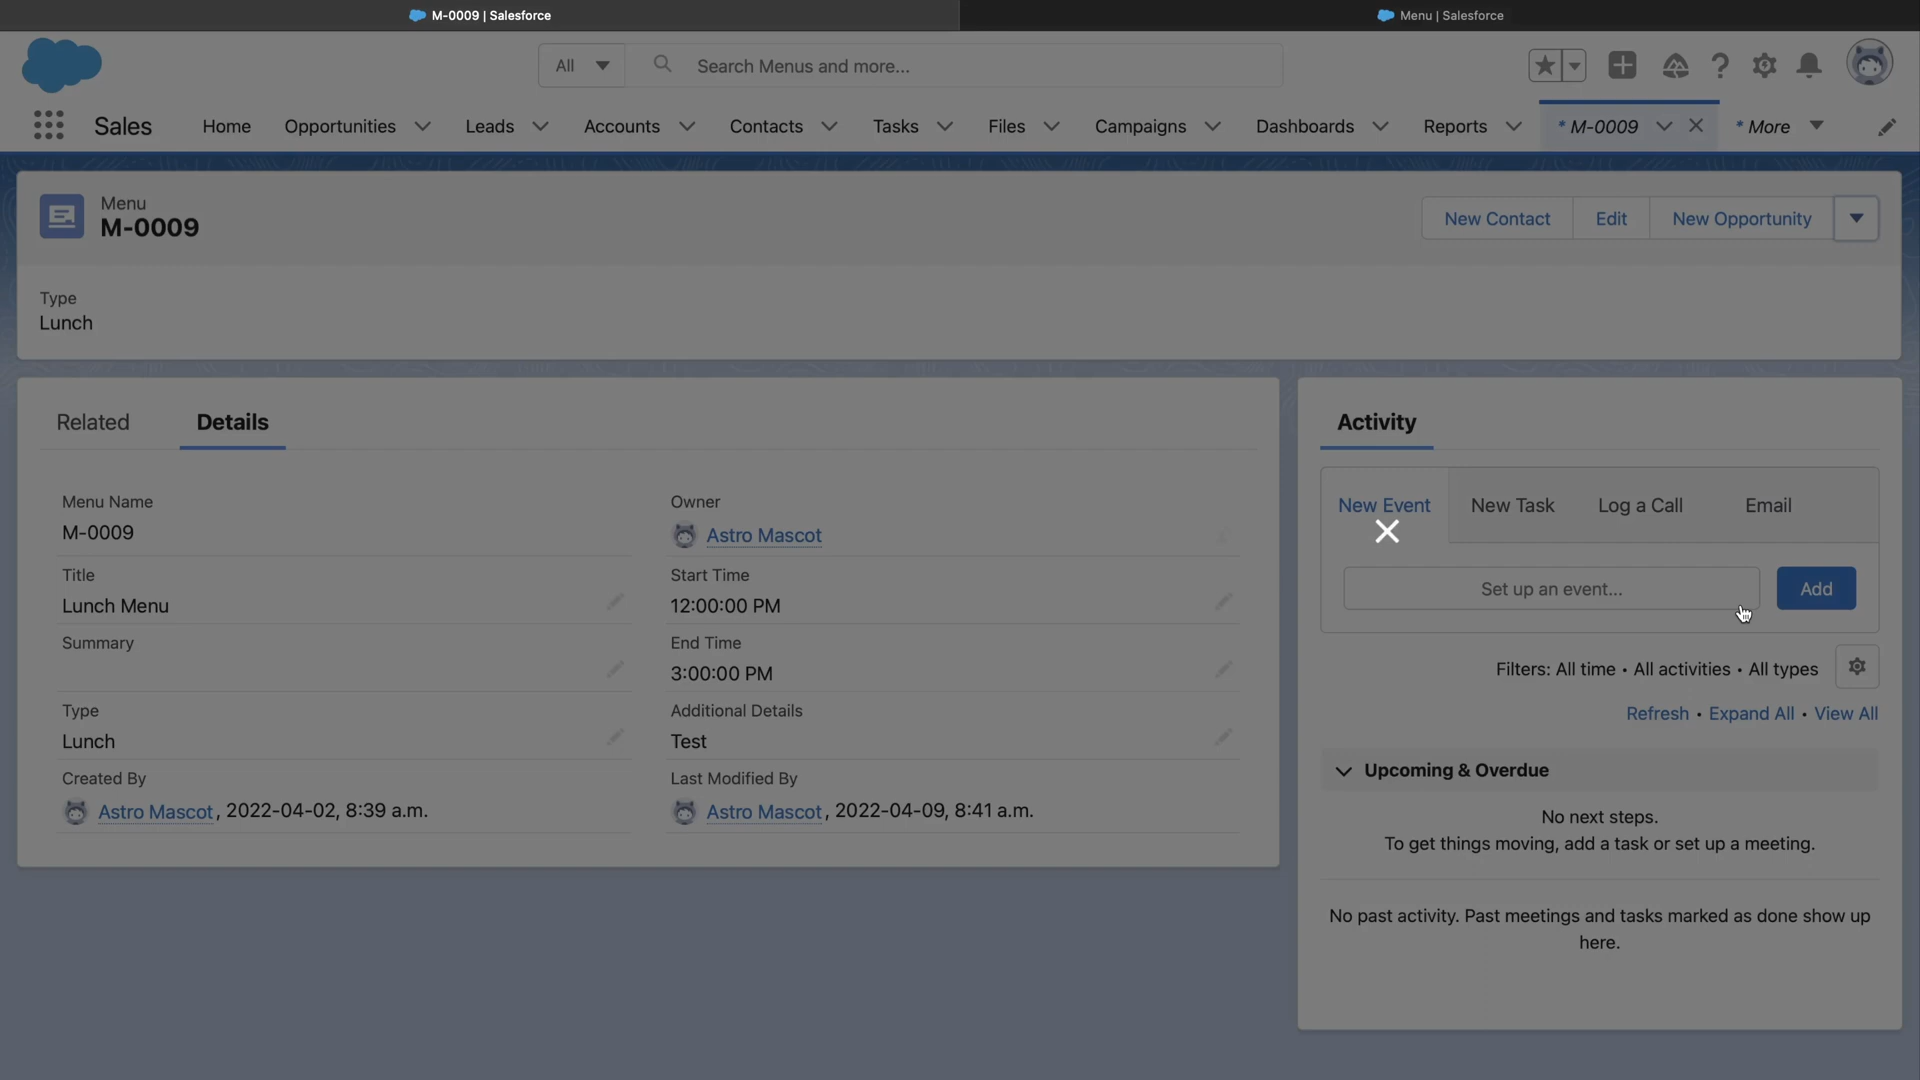 M-0009 | Salesforce
Menu | Salesforce
All
Search Menus and more...
Sales
Home
Opportunities
Leads
Accounts
Contacts
Tasks
Files
Campaigns
Dashboards
Reports
* M-0009
* More
Menu
M-0009
New Contact
Edit
New Opportunity
Type
Lunch
Related
Details
Menu Name
M-0009
Owner
Astro Mascot
Title
Lunch Menu
Start Time
12:00:00 PM
Summary
End Time
3:00:00 PM
Type
Lunch
Additional Details
Test
Created By
Astro Mascot, 2022-04-02, 8:39 a.m.
Last Modified By
Astro Mascot, 2022-04-09, 8:41 a.m.
Activity
New Event
New Task
Log a Call
Email
Set up an event...
Add
Filters: All time • All activities • All types
Refresh • Expand All • View All
Upcoming & Overdue
No next steps.
To get things moving, add a task or set up a meeting.
No past activity. Past meetings and tasks marked as done show up
here.